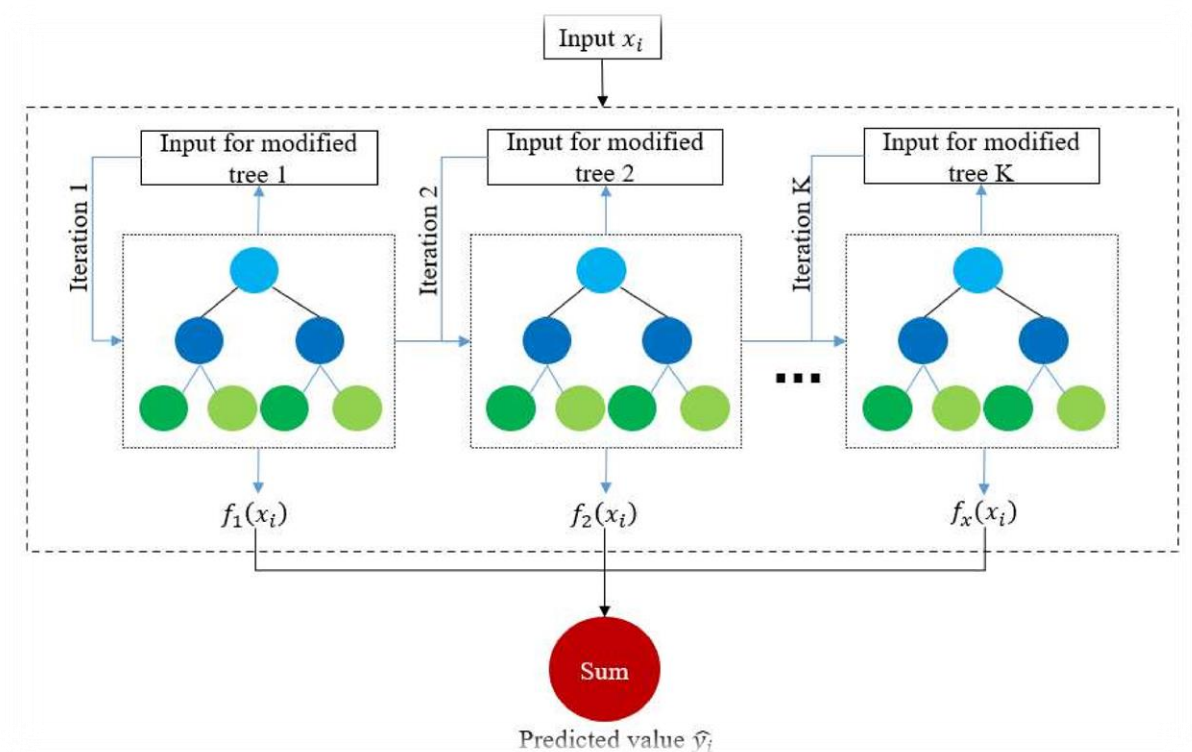 Input xᵢ
Input for modified
tree 1
Input for modified
tree 2
Input for modified
tree K
Iteration 1
Iteration 2
Iteration K
...
f₁(xᵢ)
f₂(xᵢ)
fₓ(xᵢ)
Sum
Predicted value ŷᵢ